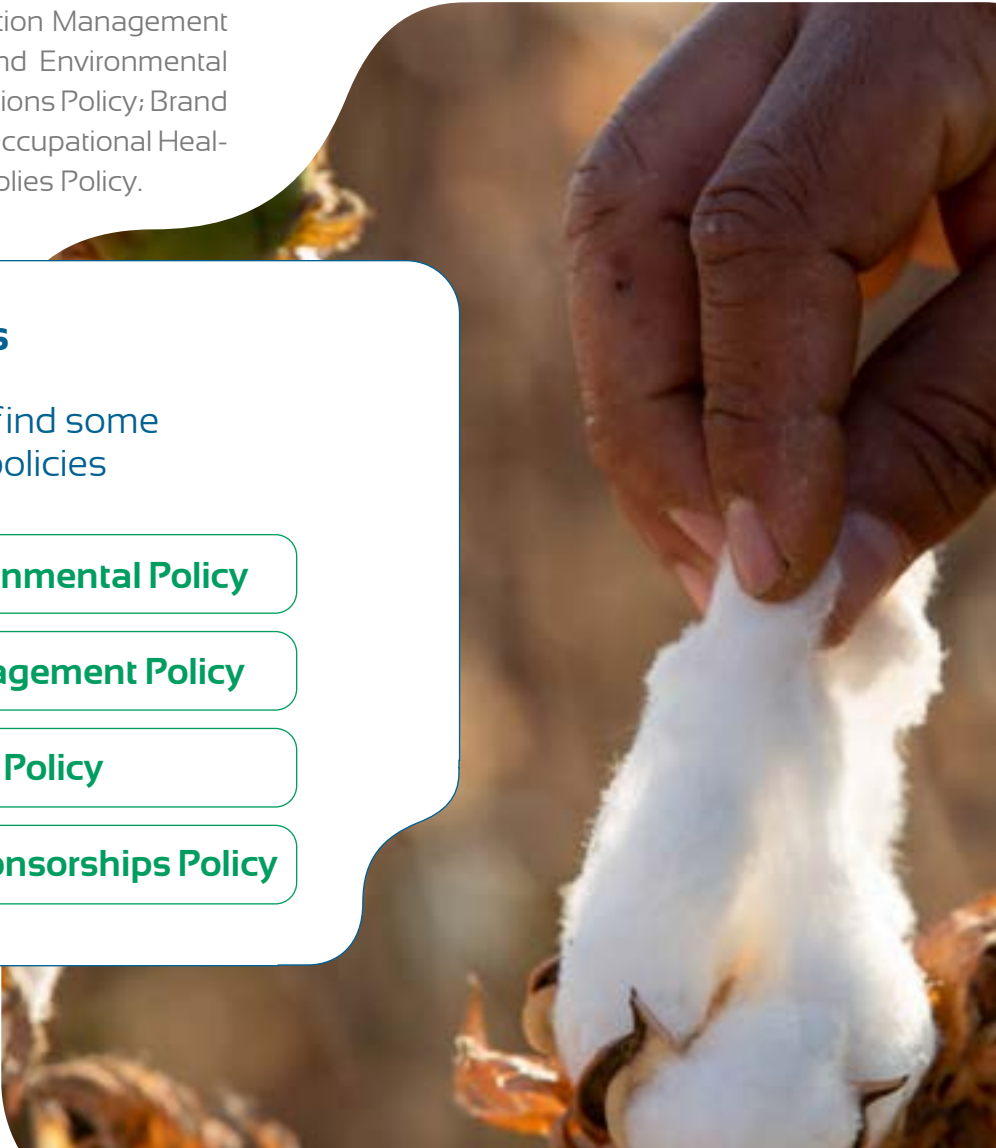 tion Management
nd Environmental
ions Policy; Brand
ccupational Heal-
plies Policy.
s
find some
policies
nmental Policy
agement Policy
Policy
onsorships Policy